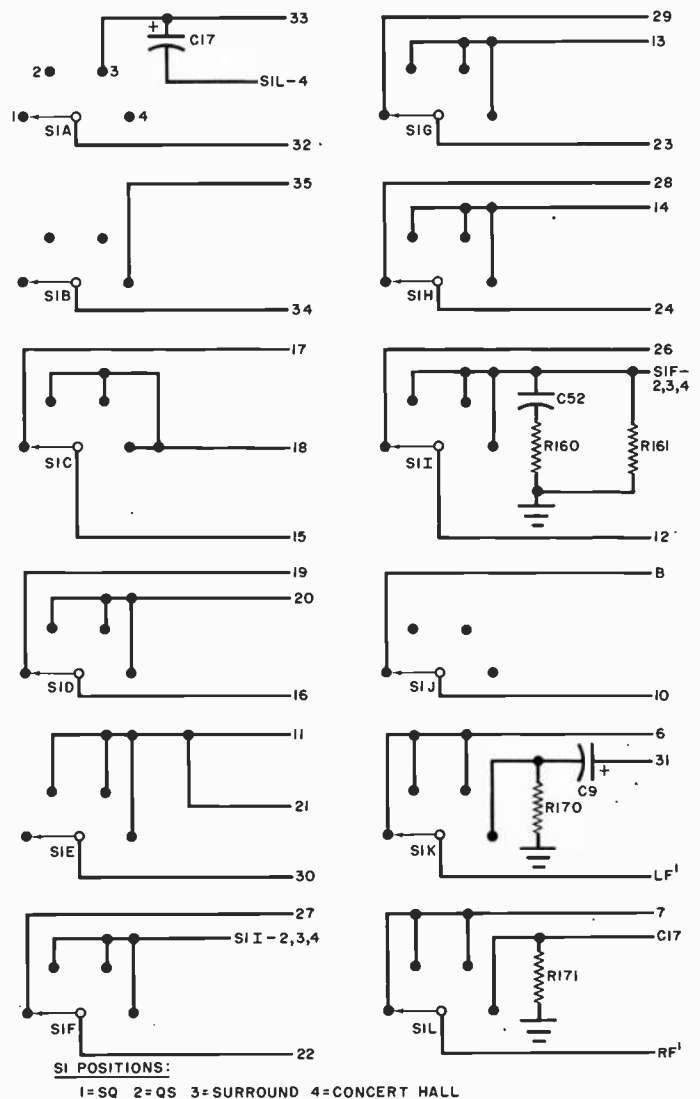 33
+
C17
2 3
S1L-4
1 S1A 4
32
35
S1B
34
17
S1C 18
15
19
20
S1D
16
11
21
S1E
30
27
S1I-2,3,4
S1F
22
29
13
S1G
23
28
14
S1H
24
26
S1F-
2,3,4
C52
R160 R161
S1I
12
B
S1J
10
6
31
C9 +
R170
S1K
LF'
7
C17
R171
S1L
RF'
S1 POSITIONS:
1=SQ 2=QS 3=SURROUND 4=CONCERT HALL